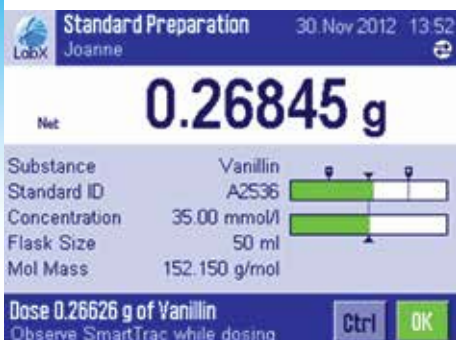 Standard Preparation 30.Nov 2012 13:52
LabX Joanne
Net 0.26845 g
Substance Vanillin
Standard ID A2536
Concentration 35.00 mmol/l
Flask Size 50 ml
Mol Mass 152.150 g/mol
Dose 0.26626 g of Vanillin
Observe SmartTrac while dosing
Ctrl OK